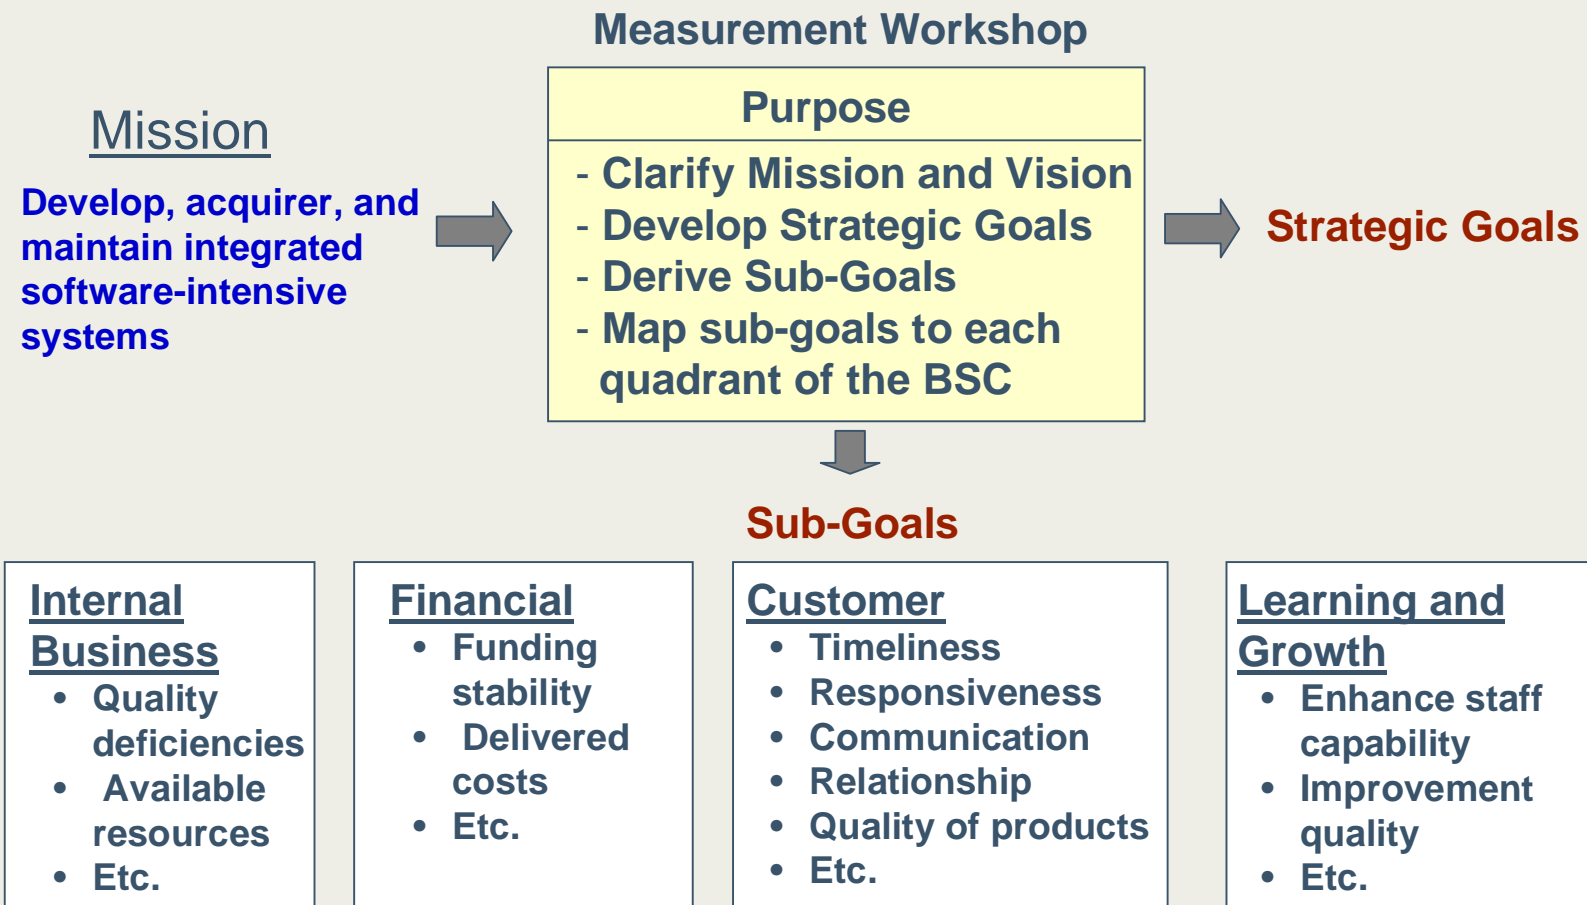 Measurement Workshop
Mission
Develop, acquirer, and
maintain integrated
software-intensive
systems
Purpose
- Clarify Mission and Vision
- Develop Strategic Goals
- Derive Sub-Goals
- Map sub-goals to each
quadrant of the BSC
Strategic Goals
Sub-Goals
Internal
Business
• Quality
deficiencies
• Available
resources
• Etc.
Financial
• Funding
stability
• Delivered
costs
• Etc.
Customer
• Timeliness
• Responsiveness
• Communication
• Relationship
• Quality of products
• Etc.
Learning and
Growth
• Enhance staff
capability
• Improvement
quality
• Etc.